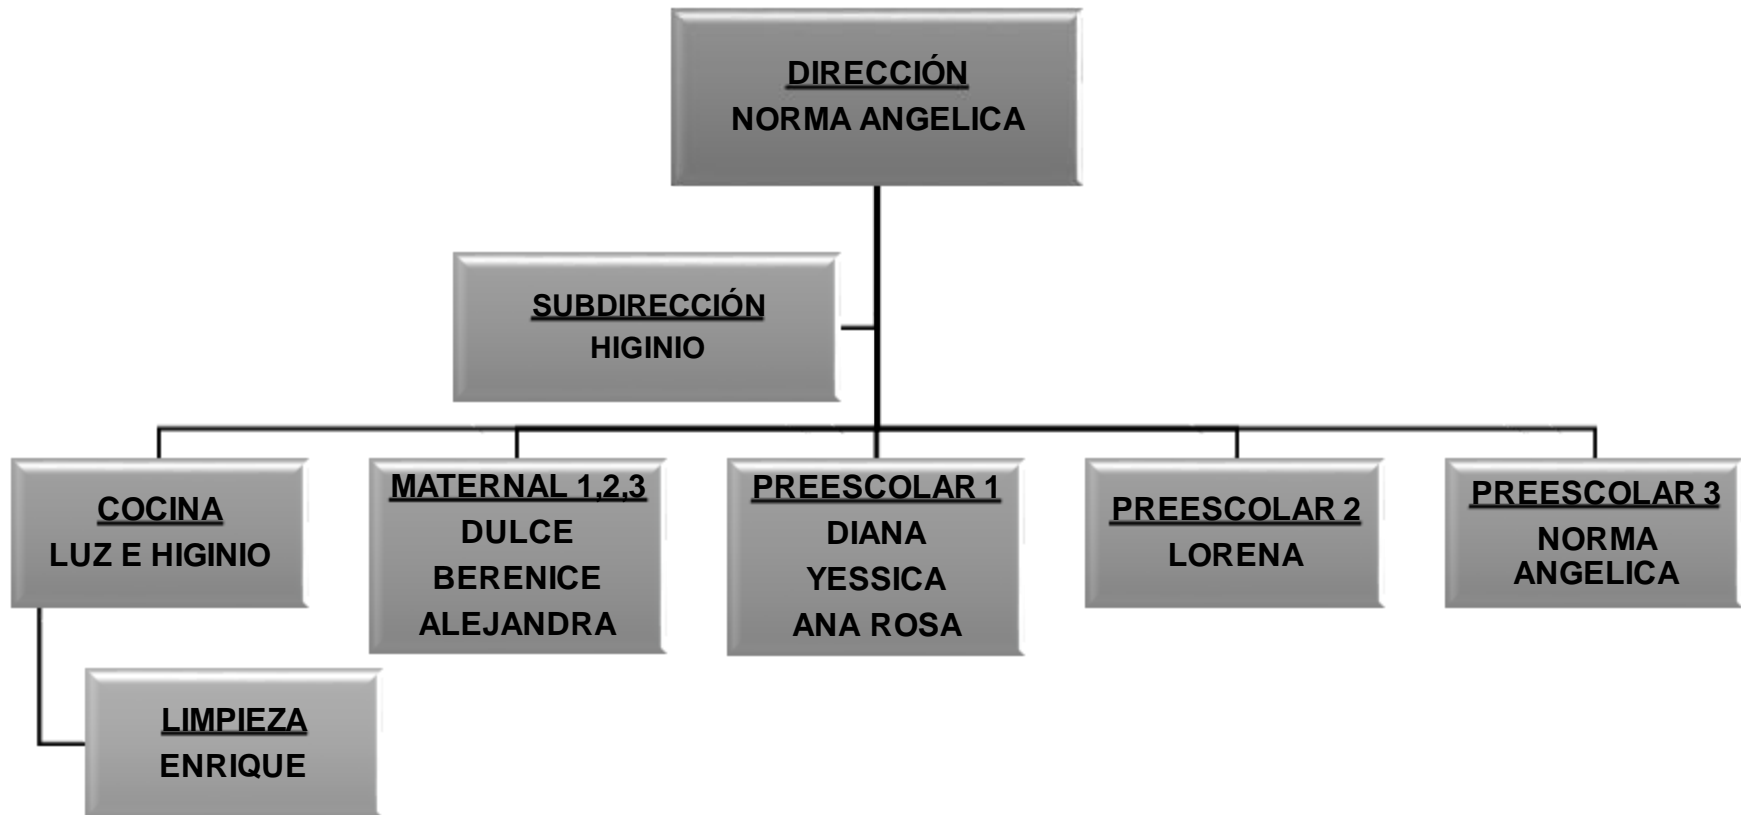 DIRECCIÓN
NORMA ANGELICA
SUBDIRECCIÓN
HIGINIO
COCINA
LUZ E HIGINIO
MATERNAL 1,2,3
DULCE
BERENICE
ALEJANDRA
PREESCOLAR 1
DIANA
YESSICA
ANA ROSA
PREESCOLAR 2
LORENA
PREESCOLAR 3
NORMA
ANGELICA
LIMPIEZA
ENRIQUE